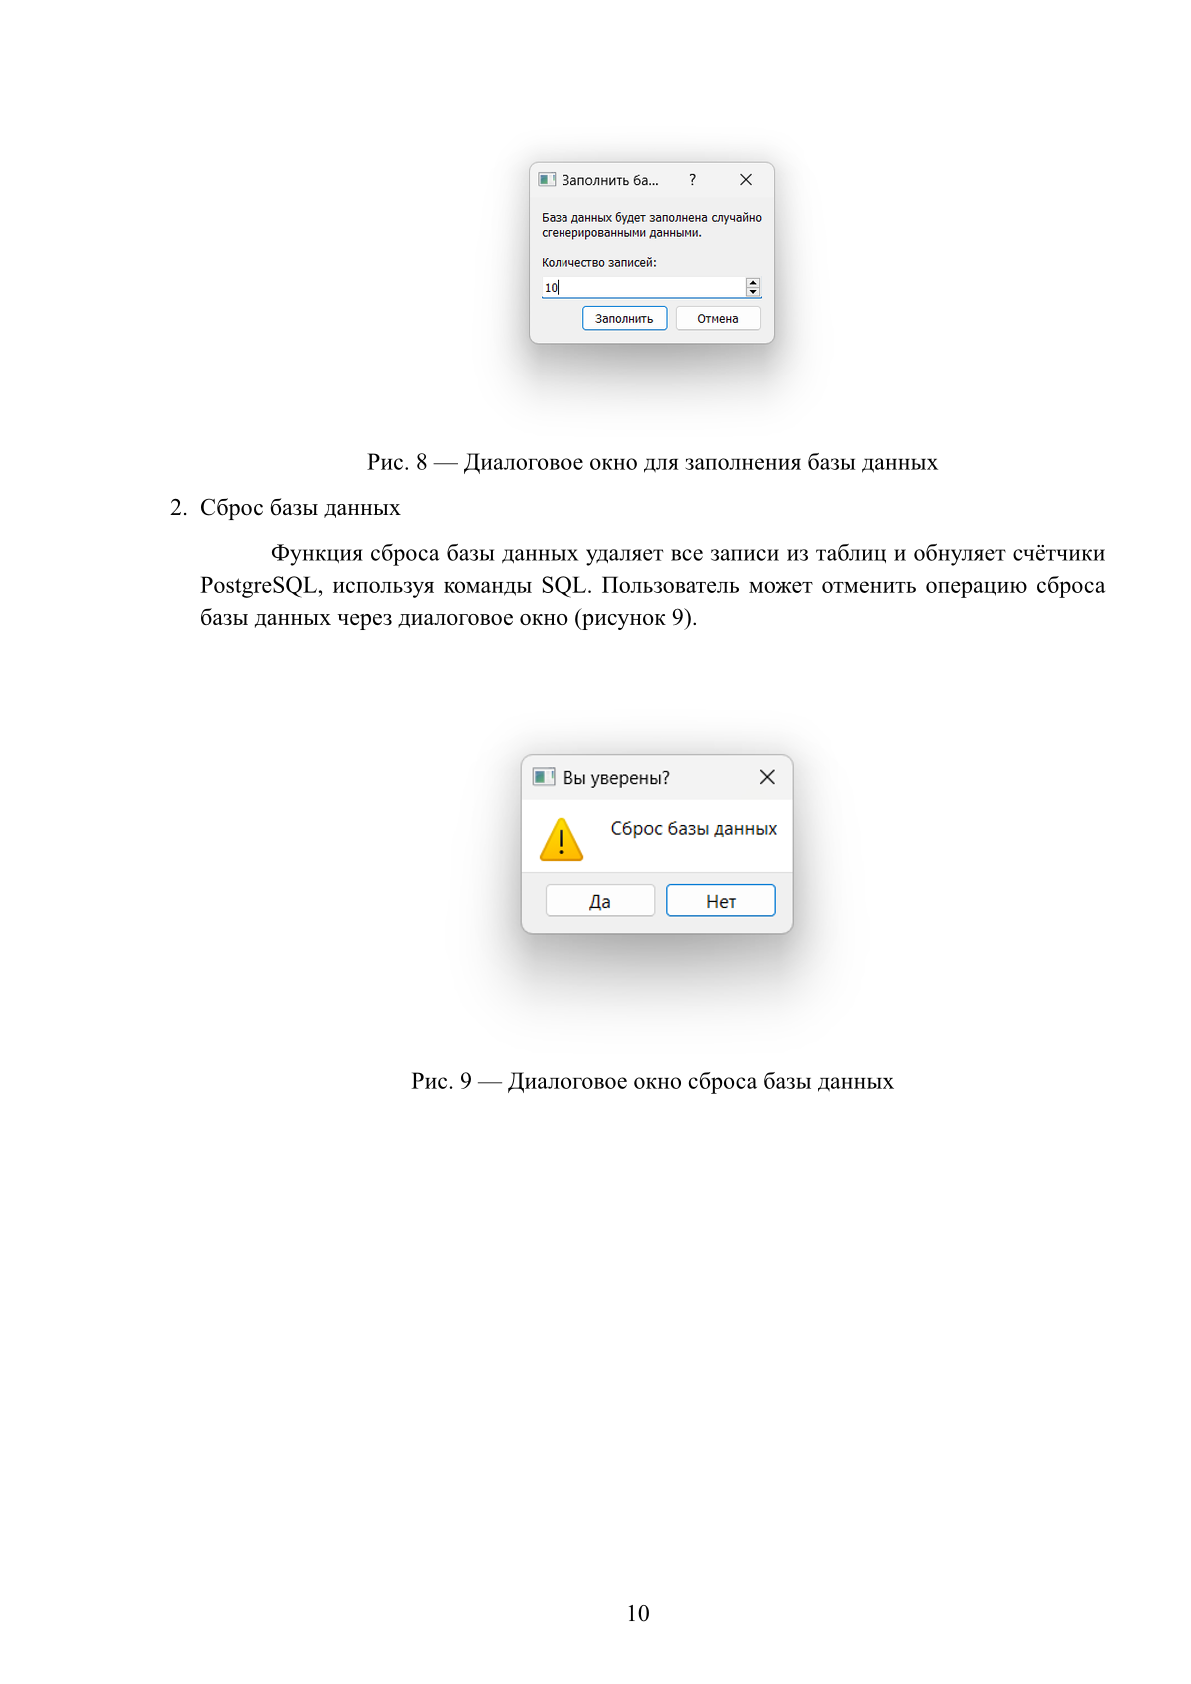 Заполнить ба... ?
База данных будет заполнена случайно
сгенерированными данными.
Количество записей:
10
Заполнить Отмена
Рис. 8 — Диалоговое окно для заполнения базы данных
2. Сброс базы данных
Функция сброса базы данных удаляет все записи из таблиц и обнуляет счётчики
PostgreSQL, используя команды SQL. Пользователь может отменить операцию сброса
базы данных через диалоговое окно (рисунок 9).
Вы уверены?
Сброс базы данных
Да Нет
Рис. 9 — Диалоговое окно сброса базы данных
10